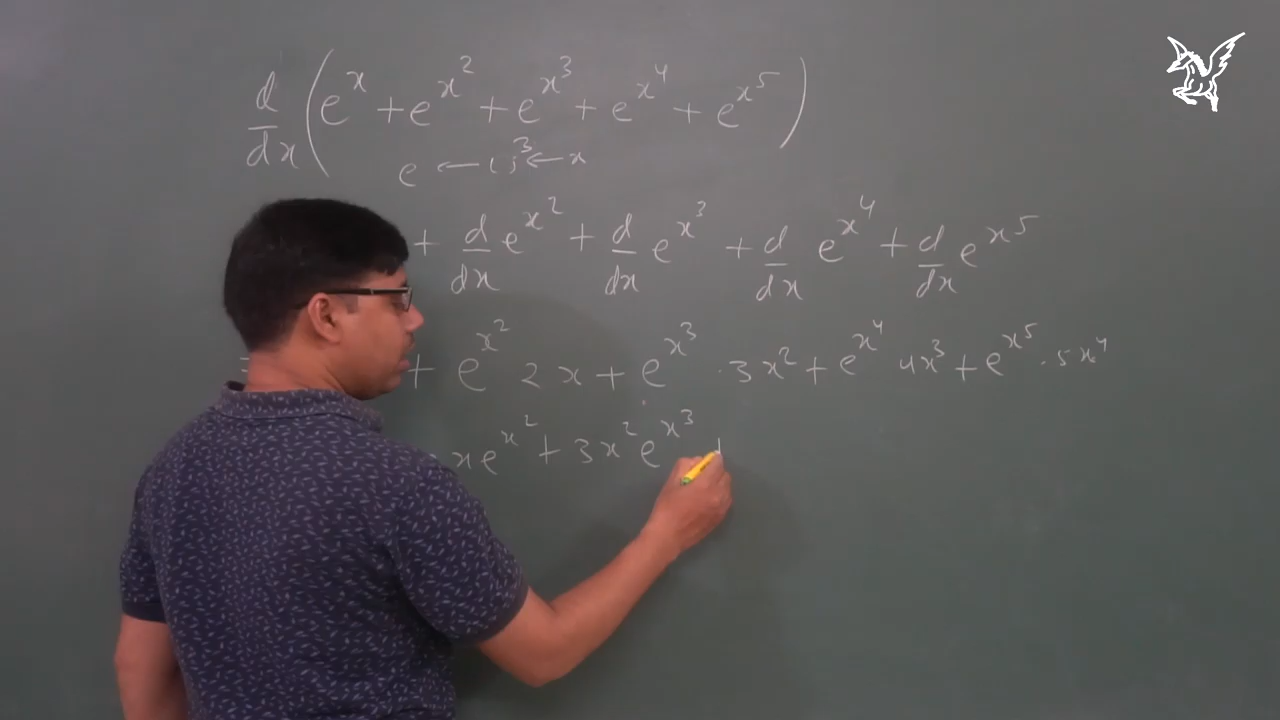 d/dx (e^x + e^x^2 + e^x^3 + e^x^4 + e^x^5)
e ← ( )^3 ← x
+ d/dx e^x^2 + d/dx e^x^3 + d/dx e^x^4 + d/dx e^x^5
+ e^x^2 2x + e^x^3 · 3x^2 + e^x^4 4x^3 + e^x^5 · 5x^4
xe^x^2 + 3x^2 e^x^3 +